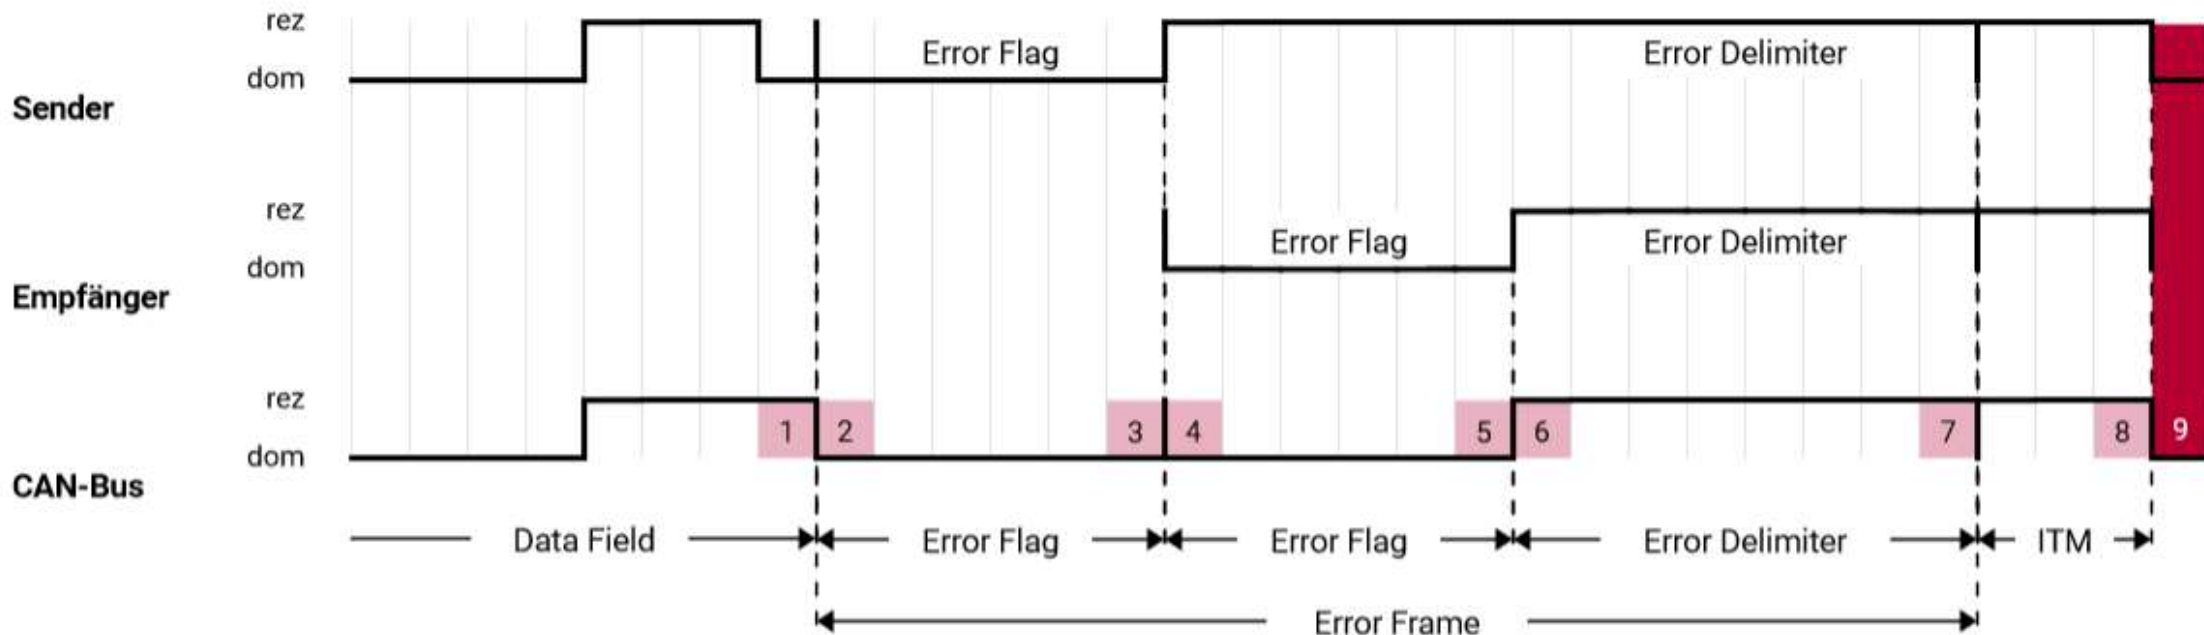 rez
Error Flag Error Delimiter
dom
Sender
rez
Error Flag Error Delimiter
dom
Empfänger
rez
1 2 3 4 5 6 7 8 9
dom
CAN-Bus
Data Field Error Flag Error Flag Error Delimiter ITM
Error Frame